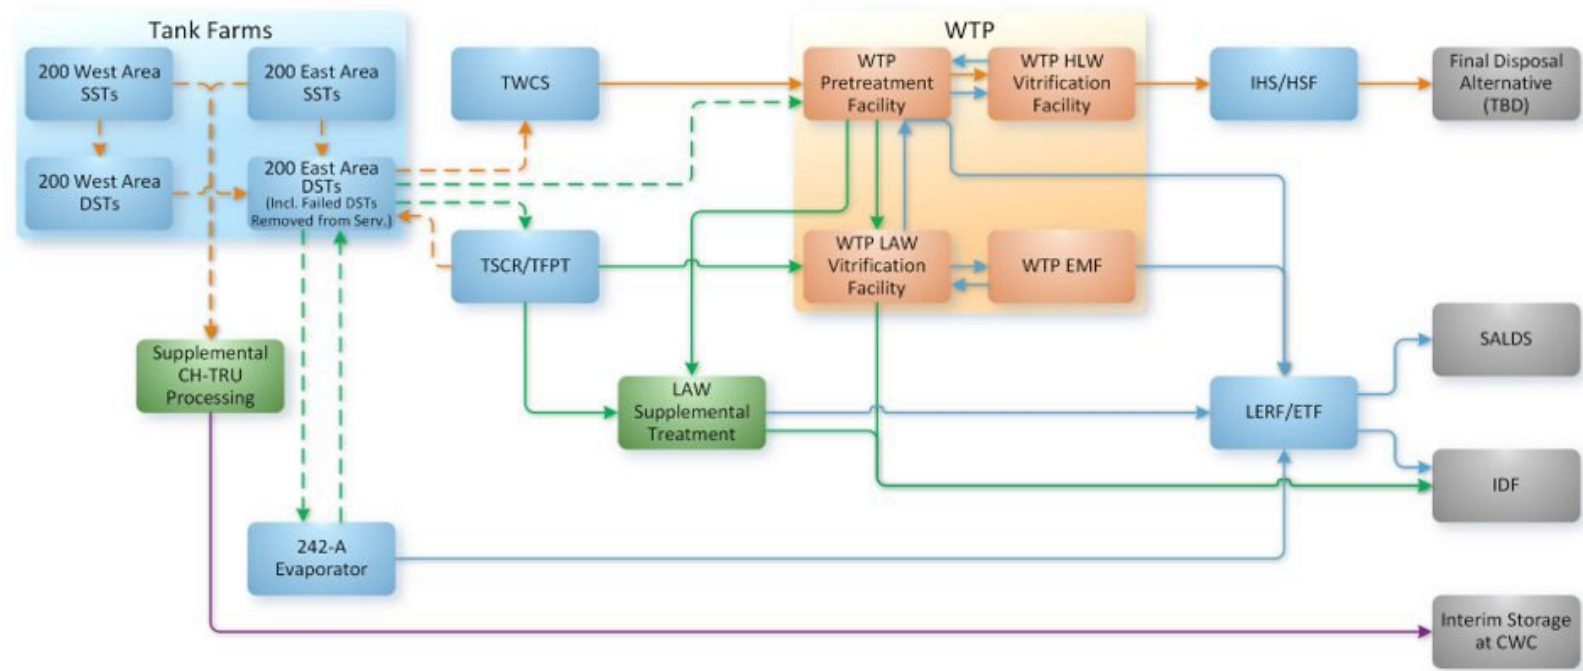 Tank Farms
200 West Area
SSTs
200 East Area
SSTs
200 West Area
DSTs
200 East Area
DSTs
(Incl. Failed DSTs
Removed from Serv.)
TWCS
WTP
WTP
Pretreatment
Facility
WTP HLW
Vitrification
Facility
IHS/HSF
Final Disposal
Alternative
(TBD)
TSCR/TFPT
WTP LAW
Vitrification
Facility
WTP EMF
Supplemental
CH-TRU
Processing
LAW
Supplemental
Treatment
LERF/ETF
SALDS
IDF
242-A
Evaporator
Interim Storage
at CWC